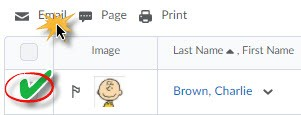 Email Page Print
Image Last Name , First Name
Brown, Charlie